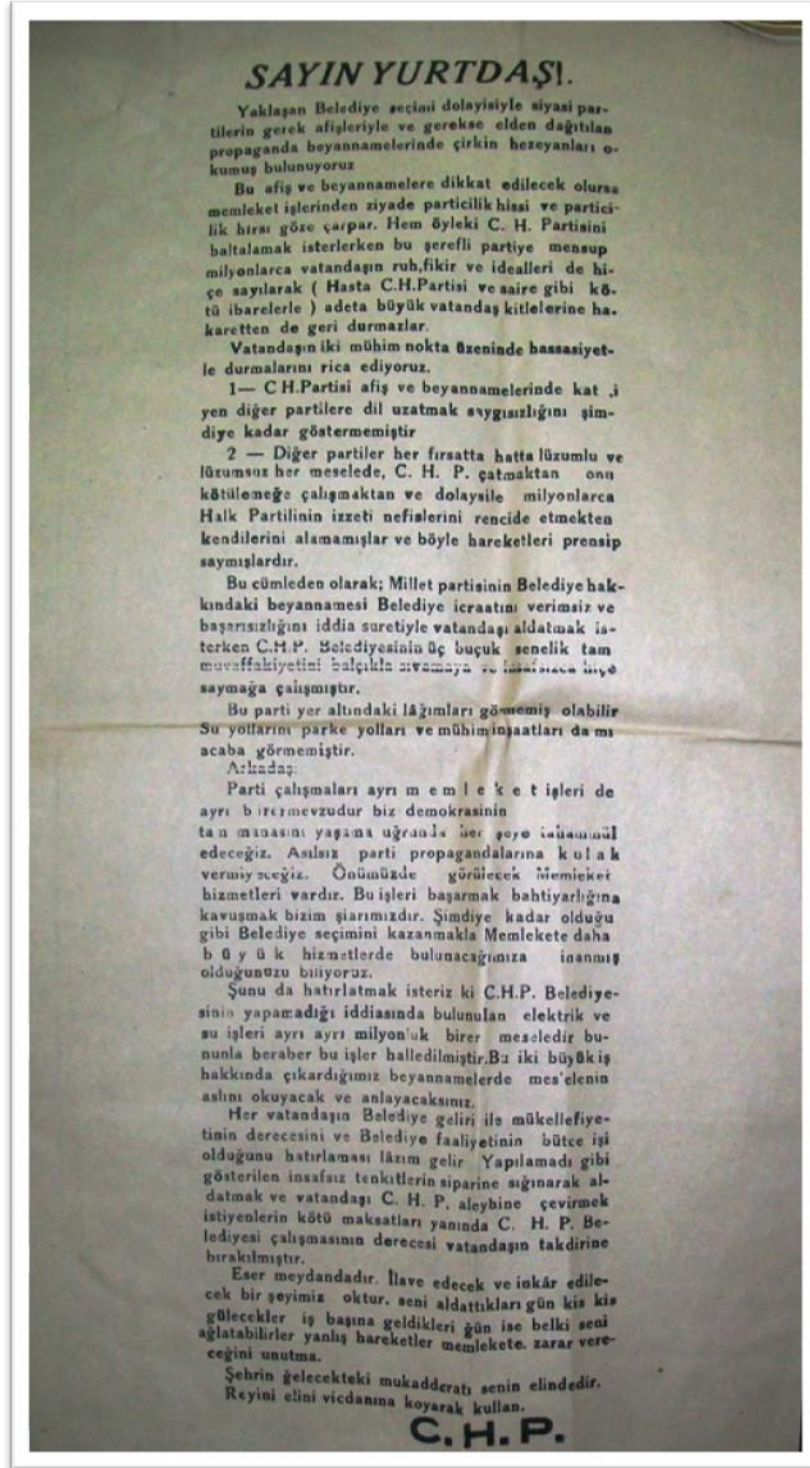 SAYIN YURTDAŞ!.
Yaklaşan Belediye seçimi dolayisiyle siyasi par-
tilerin gerek afişleriyle ve gerekse elden dağıtılan
propaganda beyannamelerinde çirkin hezeyanları o-
kumuş bulunuyoruz
Bu afiş ve beyannamelere dikkat edilecek olursa
memleket işlerinden ziyade particilik hissi ve partici-
lik hırsı göze çarpar. Hem öyleki C. H. Partisini
baltalamak isterlerken bu şerefli partiye mensup
milyonlarca vatandaşın ruh,fikir ve idealleri de hi-
çe sayılarak ( Hasta C.H.Partisi ve saire gibi kö-
tü ibarelerle ) adeta büyük vatandaş kitlelerine ha.
karetten de geri durmazlar.
Vatandaşın iki mühim nokta üzeninde hassasiyet-
le durmalarını rica ediyoruz.
1— C H.Partisi afiş ve beyannamelerinde kat ,i
yen diğer partilere dil uzatmak saygısızlığını şim-
diye kadar göstermemiştir
2 — Diğer partiler her fırsatta hatta lüzumlu ve
lüzumsuz her meselede, C. H. P. çatmaktan onu
kötülemeğe çalışmaktan ve dolaysile milyonlarca
Halk Partilinin izzeti nefislerini rencide etmekten
kendilerini alamamışlar ve böyle hareketleri prensip
saymışlardır.
Bu cümleden olarak; Millet partisinin Belediye hak-
kındaki beyannamesi Belediye icraatını verimsiz ve
başarısızlığını iddia suretiyle vatandaşı aldatmak is-
terken C.H.P. Belediyesinin üç buçuk senelik tam
muvaffakiyetini balçıkla sıvamaya ve hiçe
saymağa çalışmıştır.
Bu parti yer altındaki lâğımları görmemiş olabilir
Su yollarını parke yolları ve mühim inşaatları da mı
acaba görmemiştir.
Arkadaş:
Parti çalışmaları ayrı m e m l e k e t işleri de
ayrı birer mevzudur biz demokrasinin
tam manasını yaşama uğrunda her şeye tahammül
edeceğiz. Asılsız parti propagandalarına k u l a k
vermiyeceğiz. Önümüzde görülecek Memleket
hizmetleri vardır. Bu işleri başarmak bahtiyarlığına
kavuşmak bizim şiarımızdır. Şimdiye kadar olduğu
gibi Belediye seçimini kazanmakla Memlekete daha
b ü y ü k hizmetlerde bulunacağımıza inanmış
olduğunuzu biliyoruz.
Şunu da hatırlatmak isteriz ki C.H.P. Belediye-
sinin yapamadığı iddiasında bulunulan elektrik ve
su işleri ayrı ayrı milyon'uk birer meseledir bu-
nunla beraber bu işler halledilmiştir.Bu iki büyük iş
hakkında çıkardığımız beyannamelerde mes'elenin
aslını okuyacak ve anlayacaksınız.
Her vatandaşın Belediye geliri ile mükellefiye-
tinin derecesini ve Belediye faaliyetinin bütce işi
olduğunu hatırlaması lâzım gelir Yapılamadı gibi
gösterilen insafsız tenkitlerin siparine sığınarak al-
datmak ve vatandaşı C. H. P. aleyhine çevirmek
istiyenlerin kötü maksatları yanında C. H. P. Be-
lediyesi çalışmasının derecesi vatandaşın takdirine
bırakılmıştır.
Eser meydandadır. İlave edecek ve inkâr edile-
cek bir şeyimiz oktur. seni aldattıkları gün kis kis
gülecekler iş başına geldikleri ğün ise belki seni
ağlatabilirler yanlış hareketler memlekete. zarar vere-
ceğini unutma.
Şehrin ğelecekteki mukadderatı senin elindedir.
Reyini elini vicdanına koyarak kullan.
C.H.P.